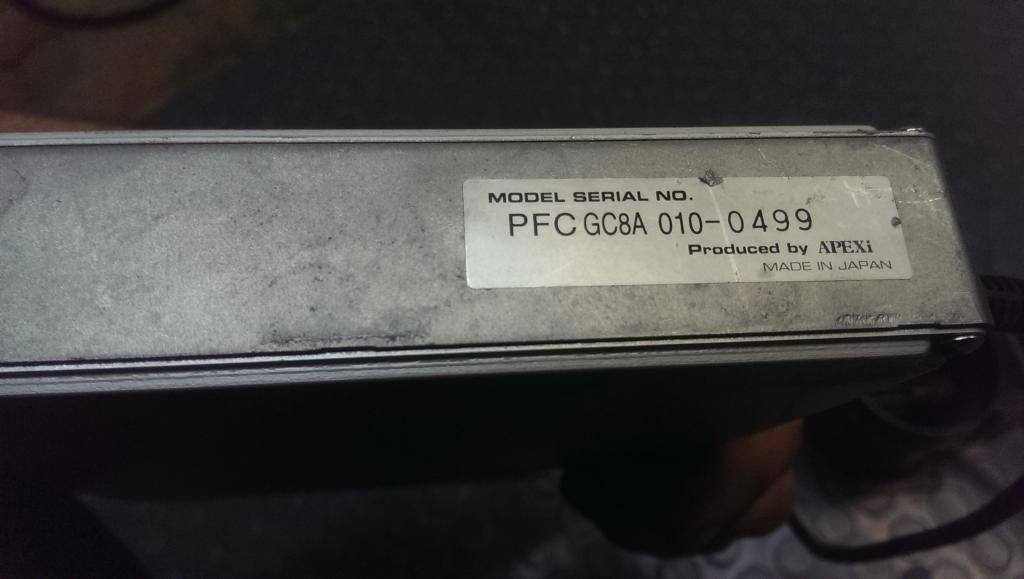 MODEL SERIAL NO.
PFC GC8A 010-0499
Produced by APEXi
MADE IN JAPAN